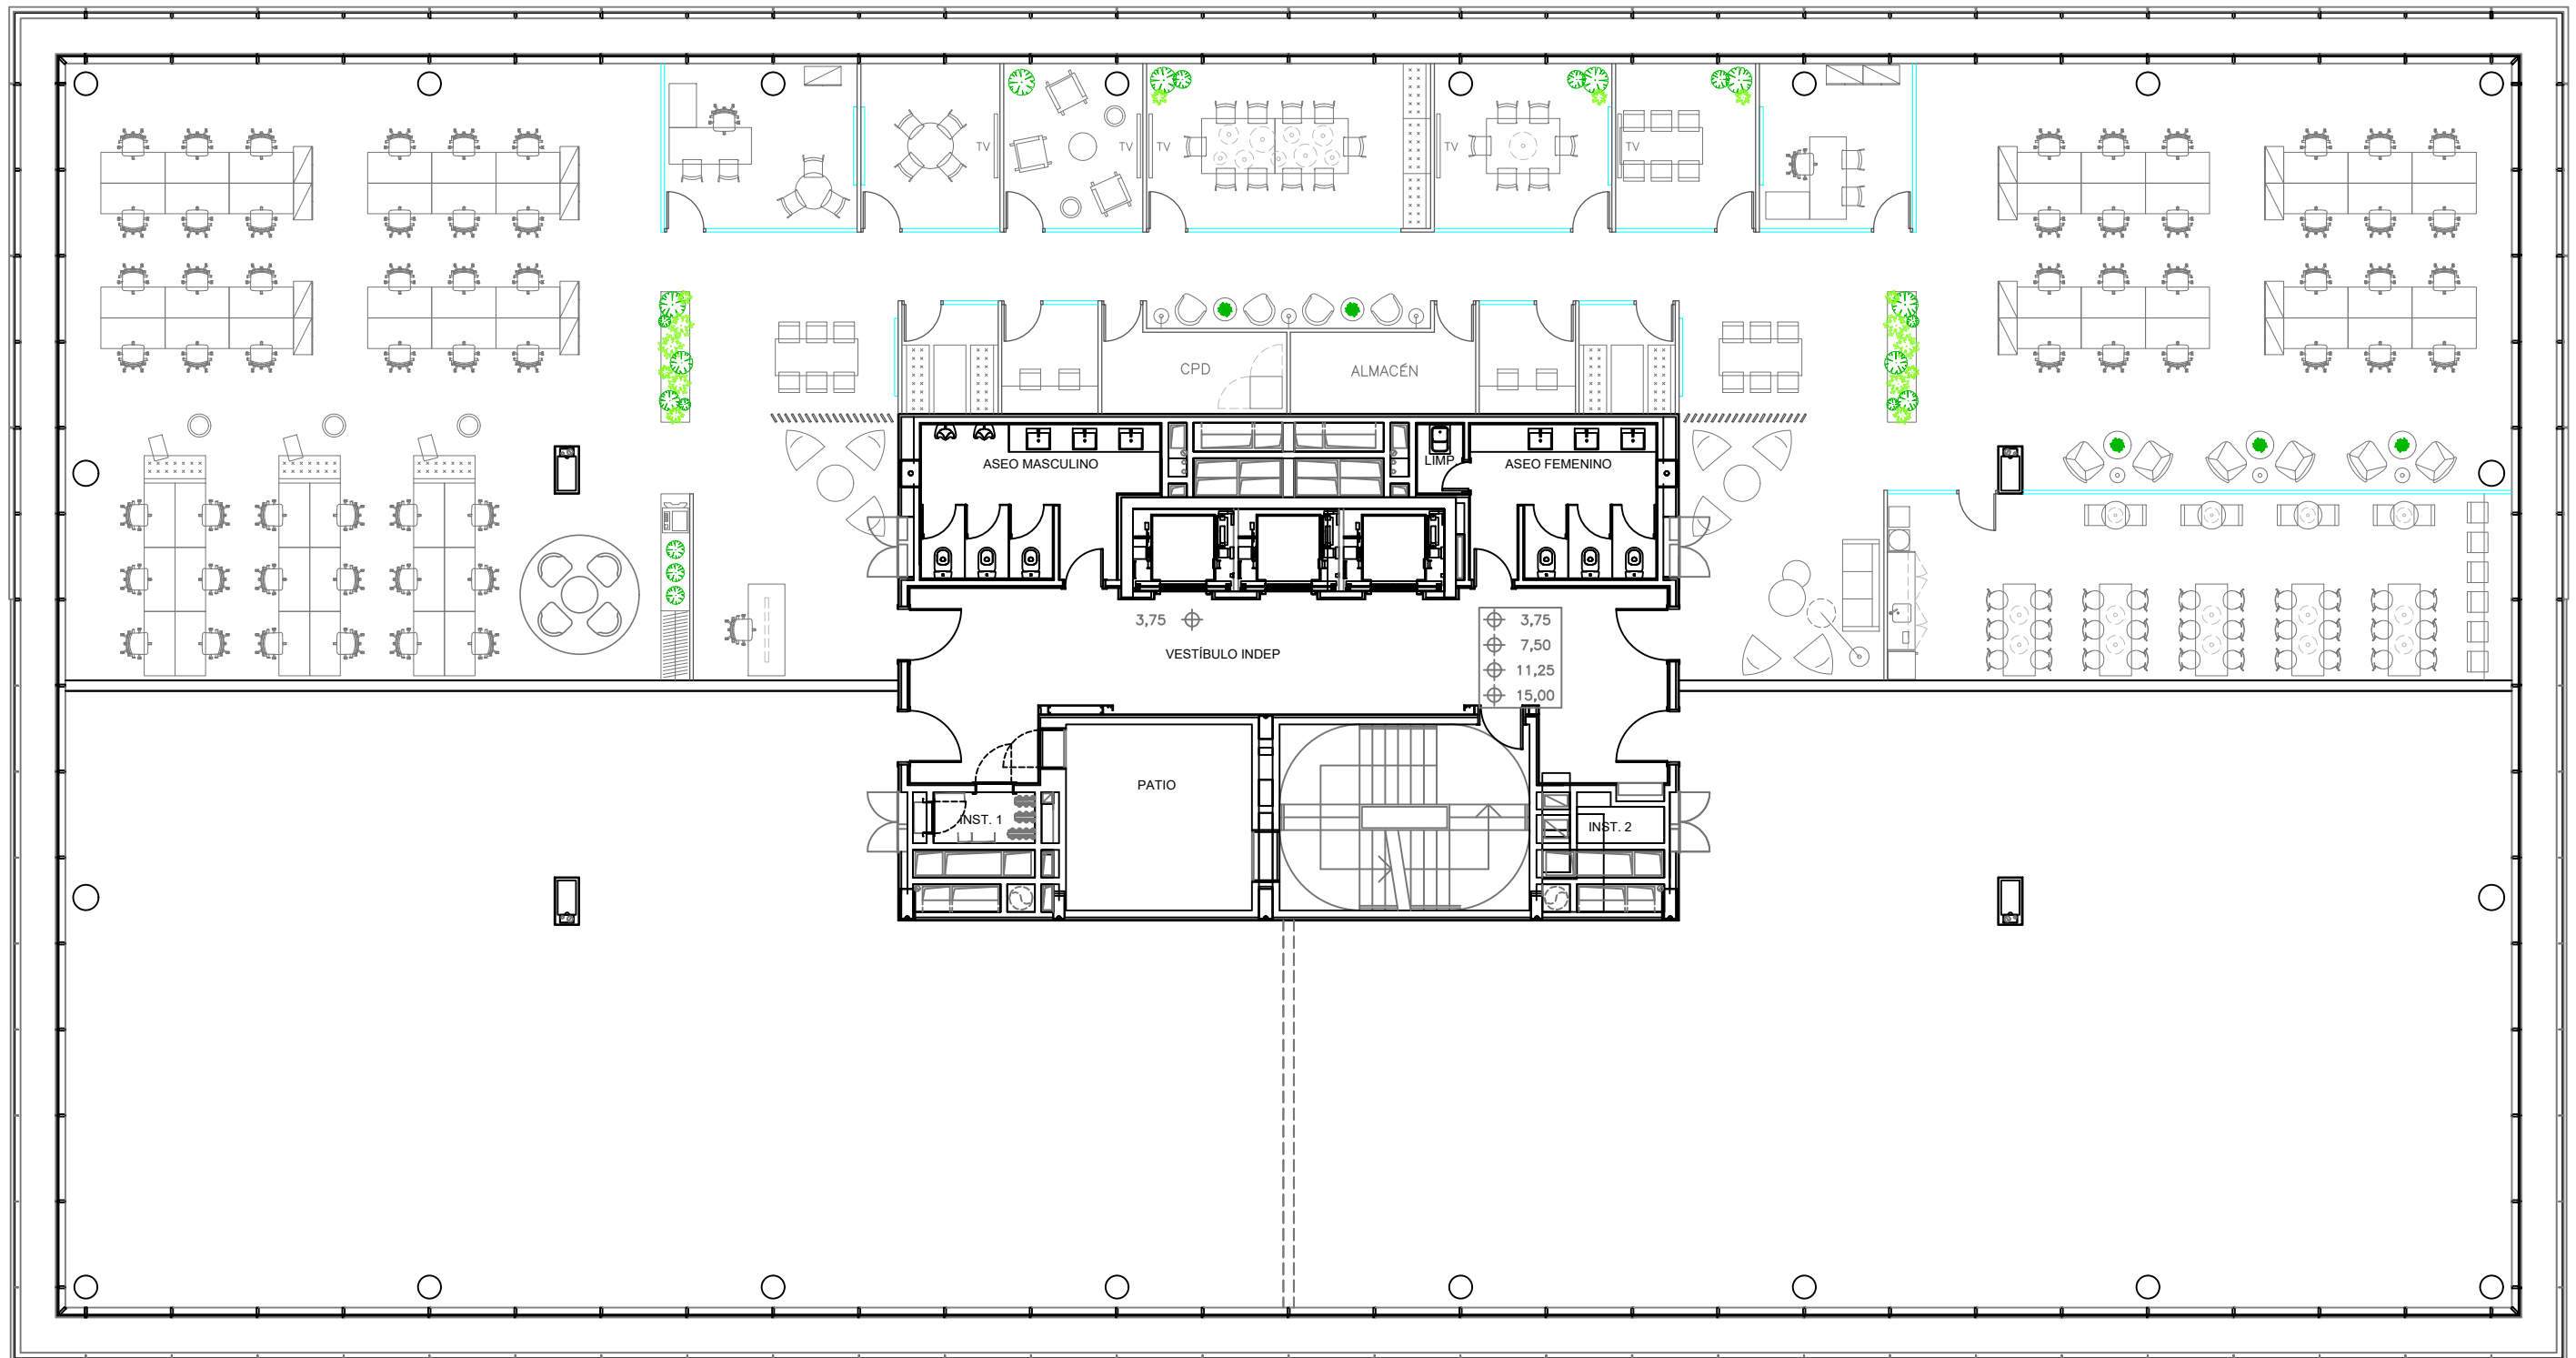 TV
TV
TV
TV
TV
CPD
ALMACÉN
ASEO MASCULINO
LIMP
ASEO FEMENINO
3,75
3,75
7,50
VESTÍBULO INDEP
11,25
15,00
PATIO
INST. 1
INST. 2